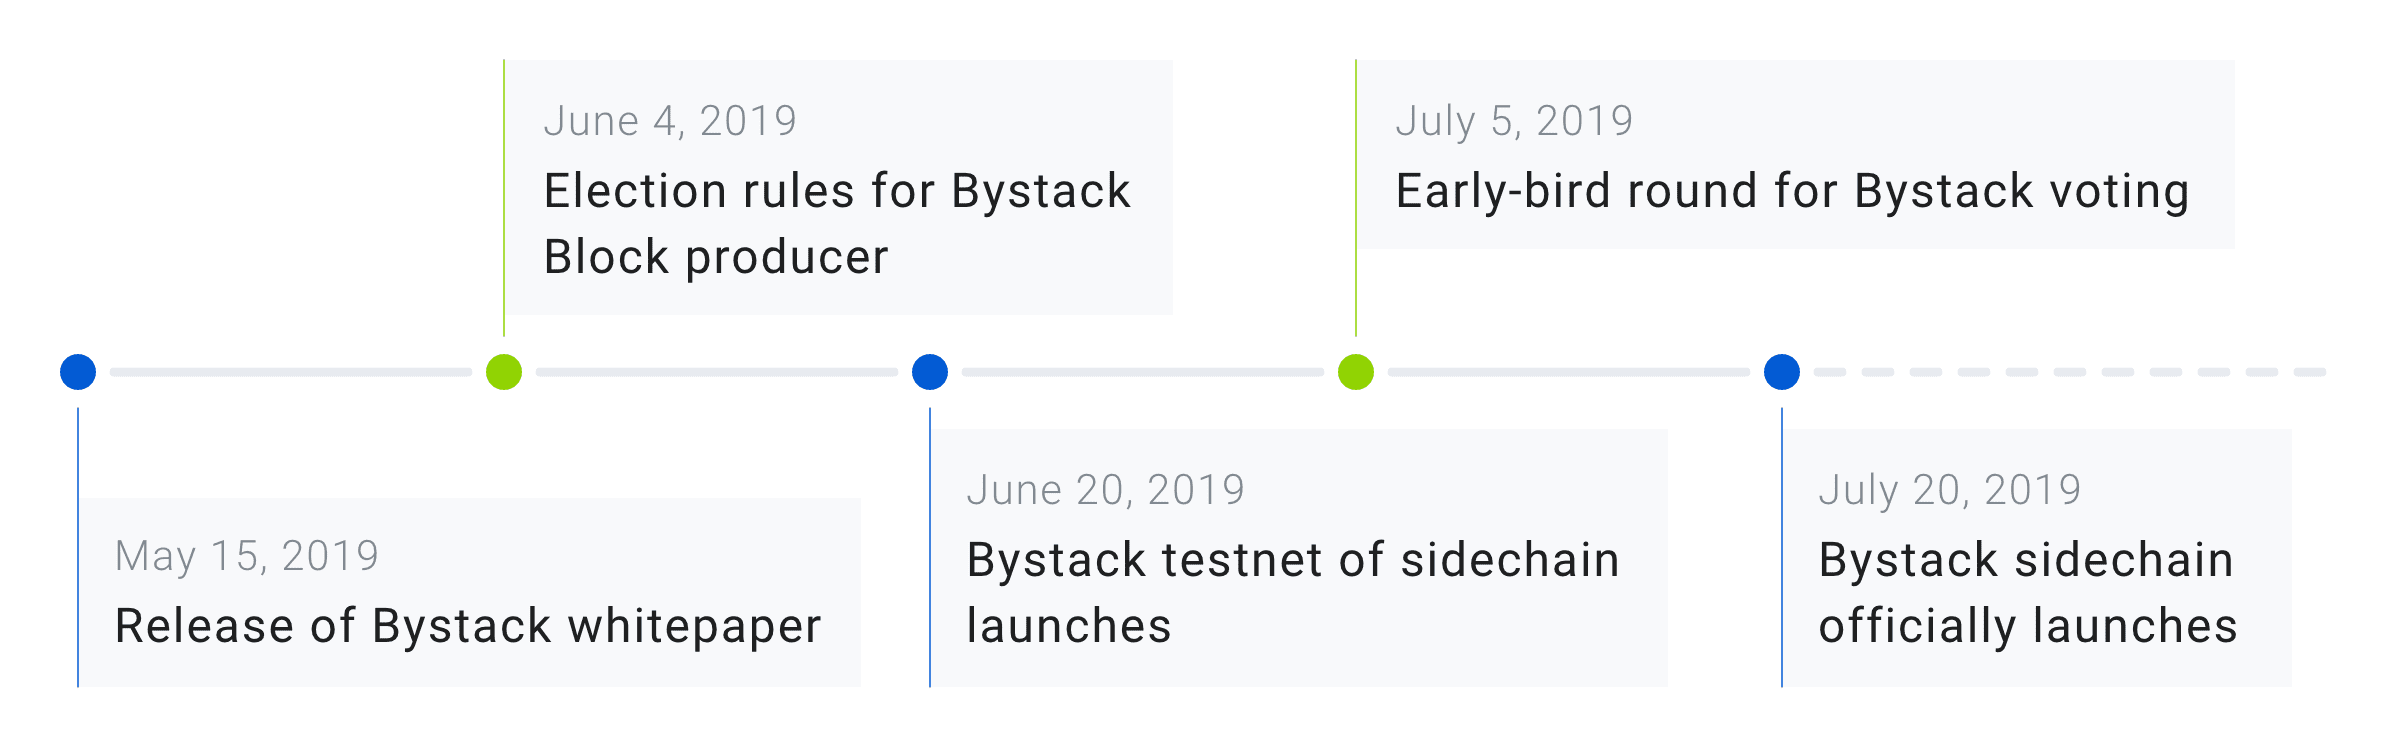 June 4, 2019
Election rules for Bystack
Block producer
July 5, 2019
Early-bird round for Bystack voting
May 15, 2019
Release of Bystack whitepaper
June 20, 2019
Bystack testnet of sidechain
launches
July 20, 2019
Bystack sidechain
officially launches